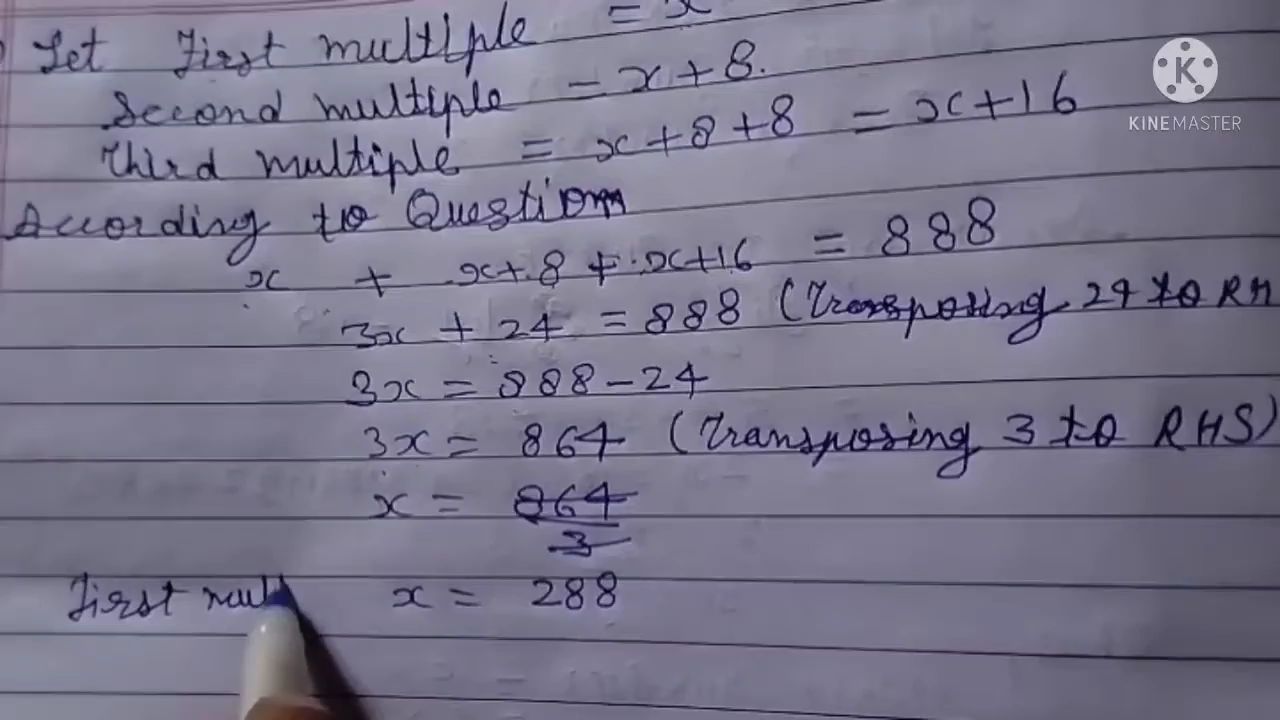 Let First multiple = x
Second multiple = x + 8.
Third multiple = x + 8 + 8 = x + 16
According to Question
x + x + 8 + x + 16 = 888
3x + 24 = 888 (Transposing 24 to RH
3x = 888 - 24
3x = 864 (Transposing 3 to RHS)
x = 864/3
First mul x = 288
K
KINEMASTER